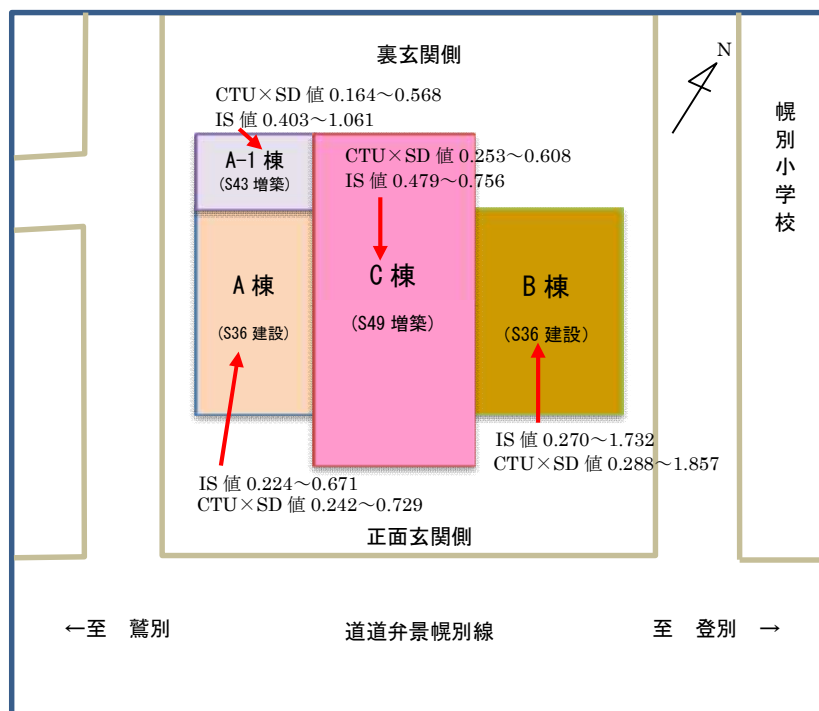 裏玄関側
N
CTU×SD 値 0.164～0.568
IS 値 0.403～1.061
A-1 棟
(S43 増築)
CTU×SD 値 0.253～0.608
IS 値 0.479～0.756
幌別小学校
A 棟
(S36 建設)
C 棟
(S49 増築)
B 棟
(S36 建設)
IS 値 0.270～1.732
CTU×SD 値 0.288～1.857
IS 値 0.224～0.671
CTU×SD 値 0.242～0.729
正面玄関側
←至　鷲別
道道弁景幌別線
至　登別　→